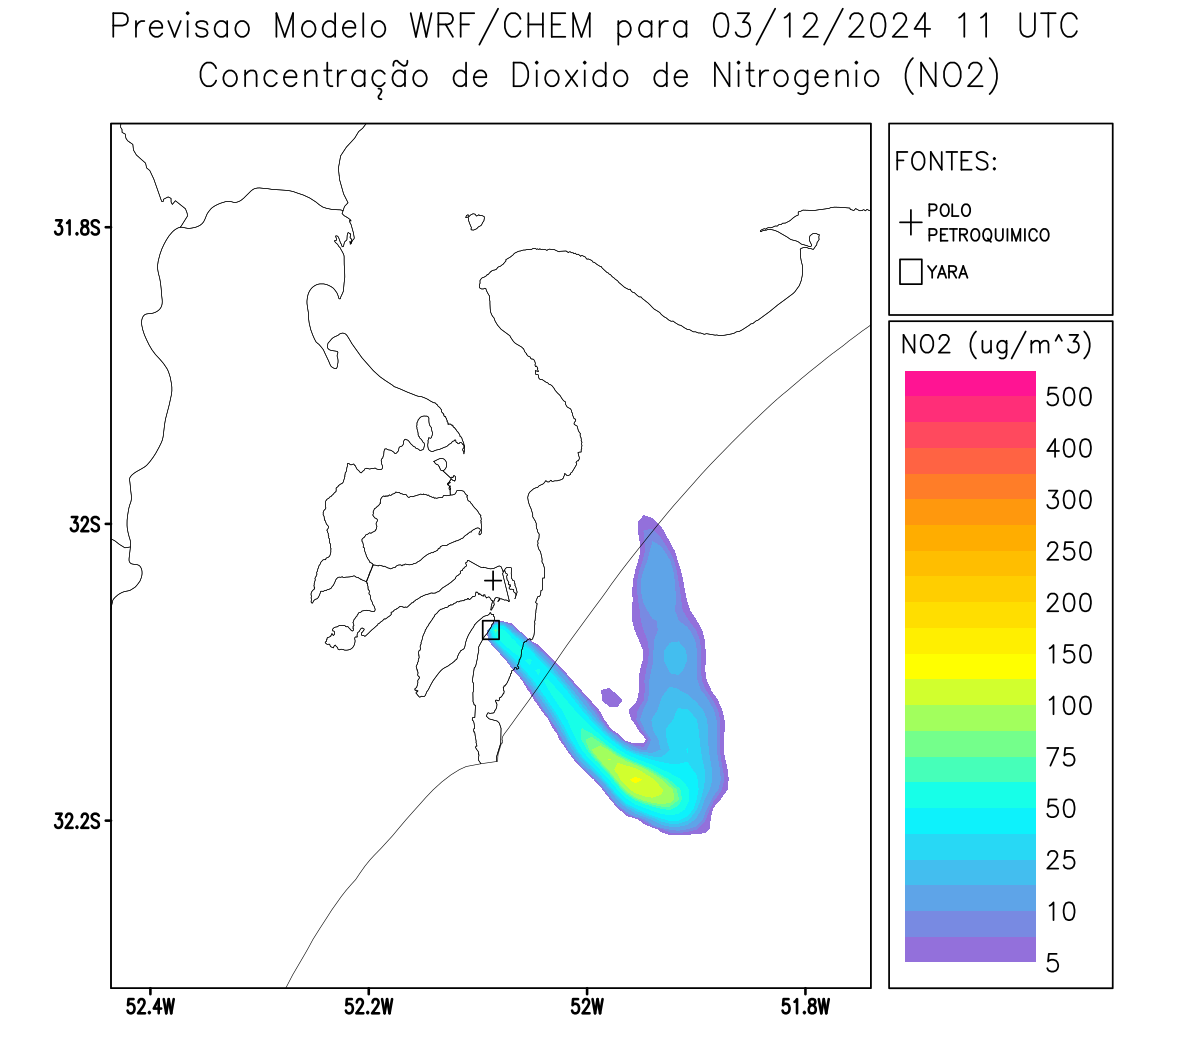 Previsao Modelo WRF/CHEM para 03/12/2024 11 UTC
Concentração de Dioxido de Nitrogenio (NO2)
FONTES:
POLO
PETROQUIMICO
YARA
NO2 (ug/m^3)
500
400
300
250
200
150
100
75
50
25
10
5
31.8S
32S
32.2S
52.4W
52.2W
52W
51.8W